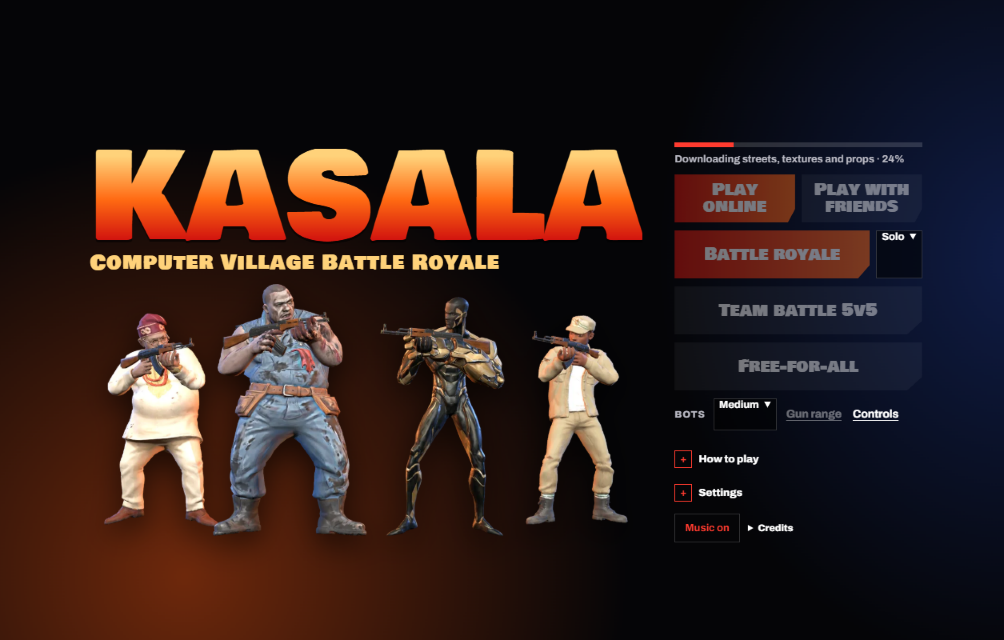 KASALA
Computer Village Battle Royale
Downloading streets, textures and props · 24%
Play online
Play with friends
Battle royale
Solo ▼
Team battle 5v5
Free-for-all
BOTS
Medium ▼
Gun range
Controls
+ How to play
+ Settings
Music on
▶ Credits